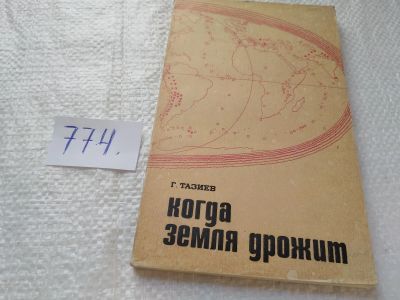 774.
Г. ТАЗИЕВ
когда
земля дрожит